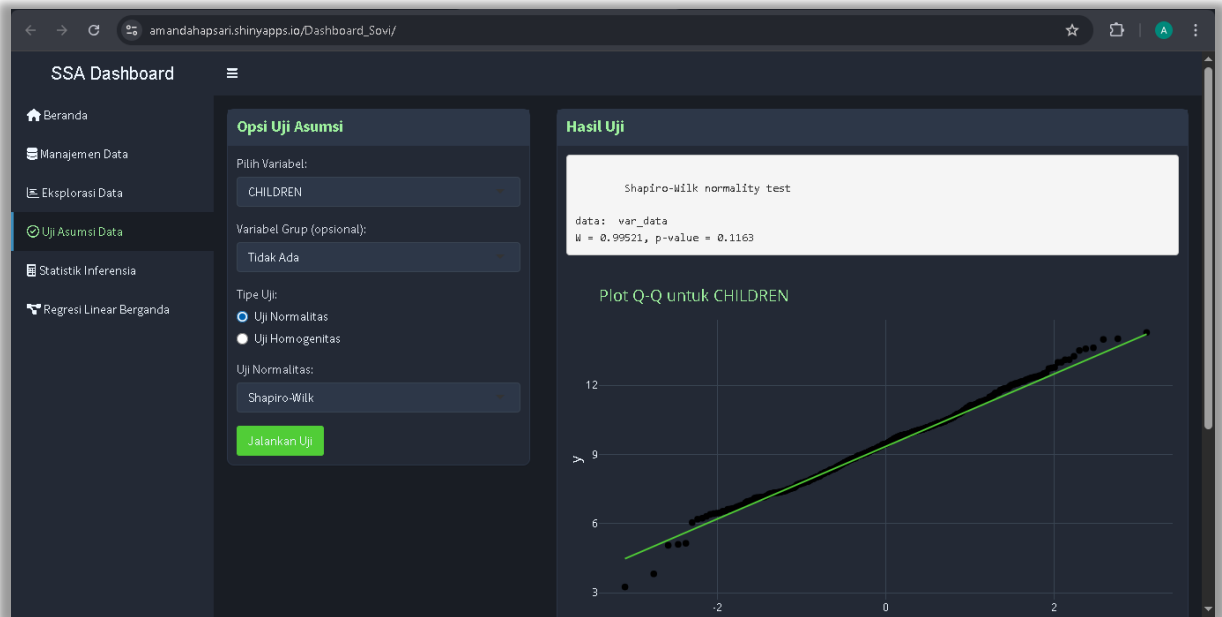 amandahapsari.shinyapps.io/Dashboard_Sovi/
A
SSA Dashboard
Beranda
Manajemen Data
Eksplorasi Data
Uji Asumsi Data
Statistik Inferensia
Regresi Linear Berganda
Opsi Uji Asumsi
Pilih Variabel:
CHILDREN
Variabel Grup (opsional):
Tidak Ada
Tipe Uji:
Uji Normalitas
Uji Homogenitas
Uji Normalitas:
Shapiro-Wilk
Jalankan Uji
Hasil Uji
Shapiro-Wilk normality test
data: var_data
W = 0.99521, p-value = 0.1163
Plot Q-Q untuk CHILDREN
12
9
6
3
y
-2
0
2